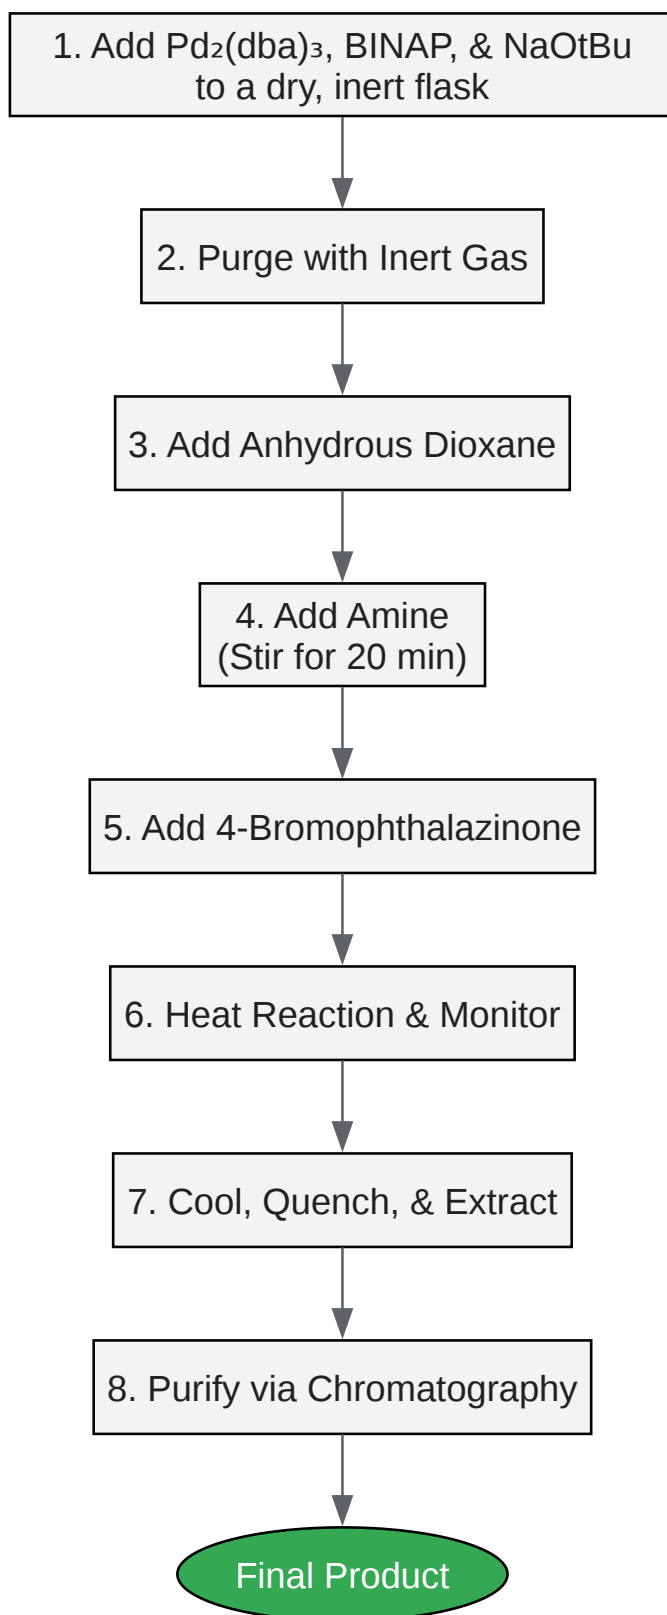 1. Add Pd₂(dba)₃, BINAP, & NaOtBu
to a dry, inert flask
2. Purge with Inert Gas
3. Add Anhydrous Dioxane
4. Add Amine
(Stir for 20 min)
5. Add 4-Bromophthalazinone
6. Heat Reaction & Monitor
7. Cool, Quench, & Extract
8. Purify via Chromatography
Final Product